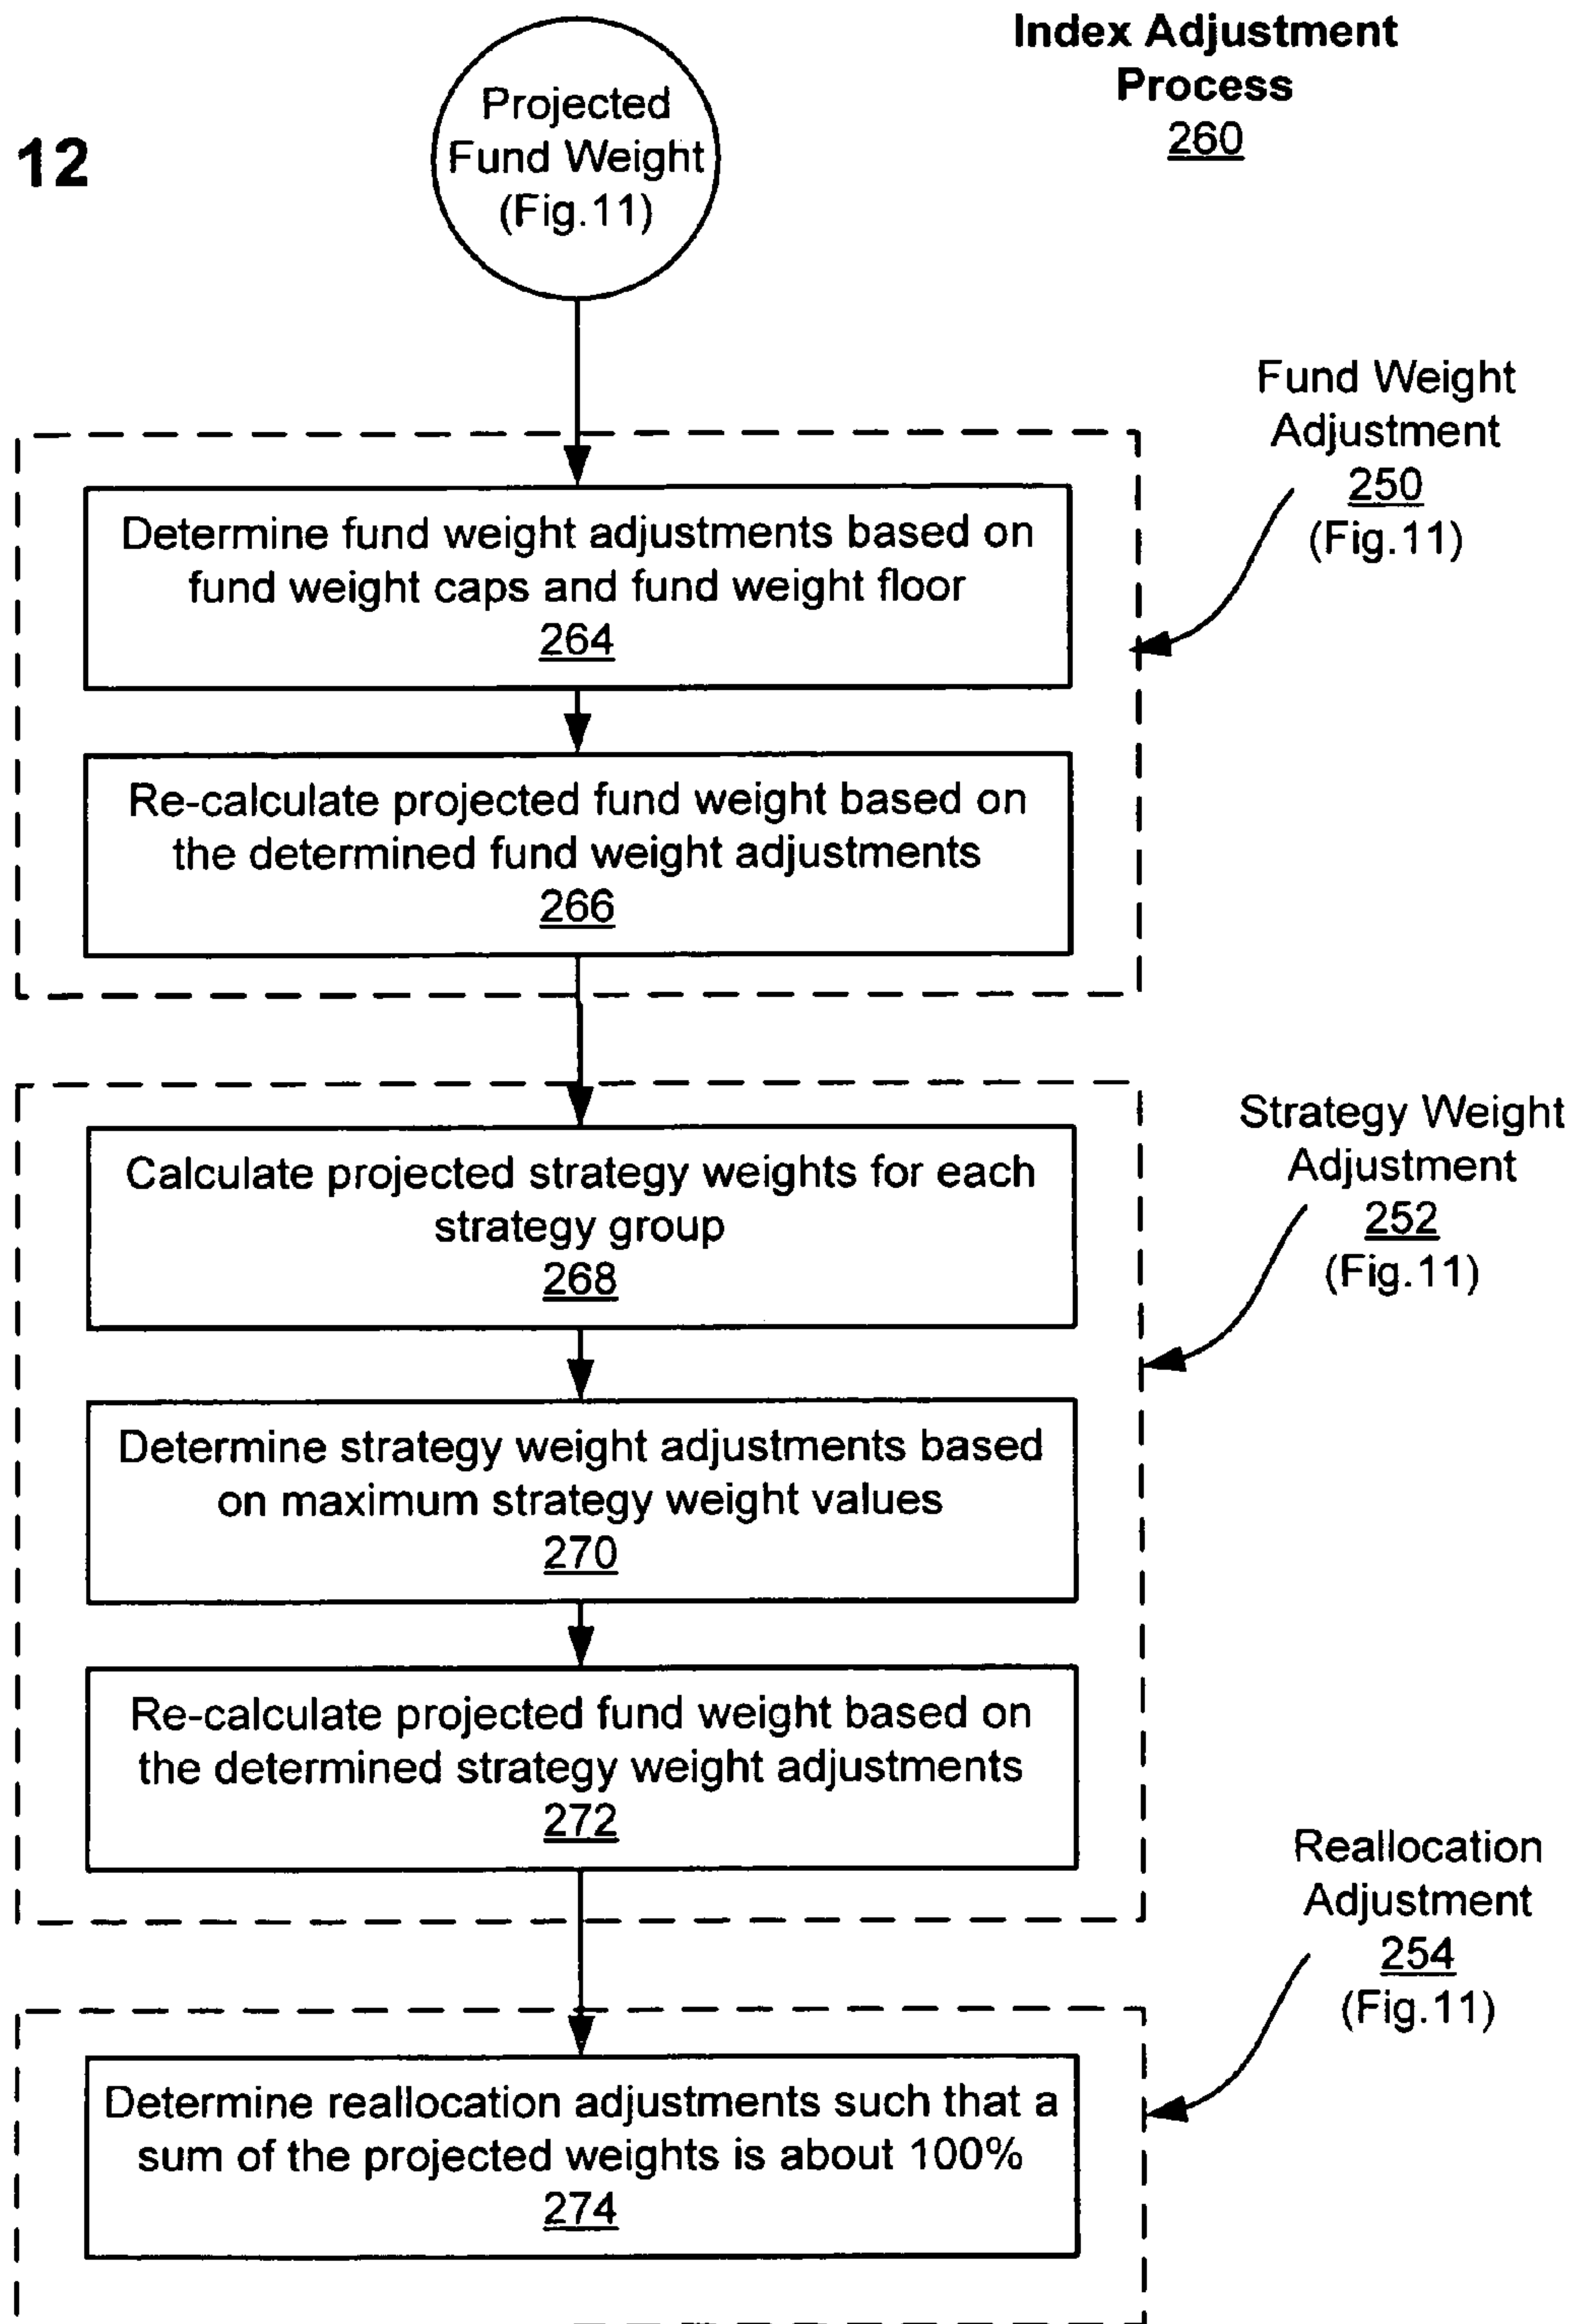 Index Adjustment
Process
260
12
Projected
Fund Weight
(Fig.11)
Fund Weight
Adjustment
250
(Fig.11)
Determine fund weight adjustments based on
fund weight caps and fund weight floor
264
Re-calculate projected fund weight based on
the determined fund weight adjustments
266
Strategy Weight
Adjustment
252
(Fig.11)
Calculate projected strategy weights for each
strategy group
268
Determine strategy weight adjustments based
on maximum strategy weight values
270
Re-calculate projected fund weight based on
the determined strategy weight adjustments
272
Reallocation
Adjustment
254
(Fig.11)
Determine reallocation adjustments such that a
sum of the projected weights is about 100%
274